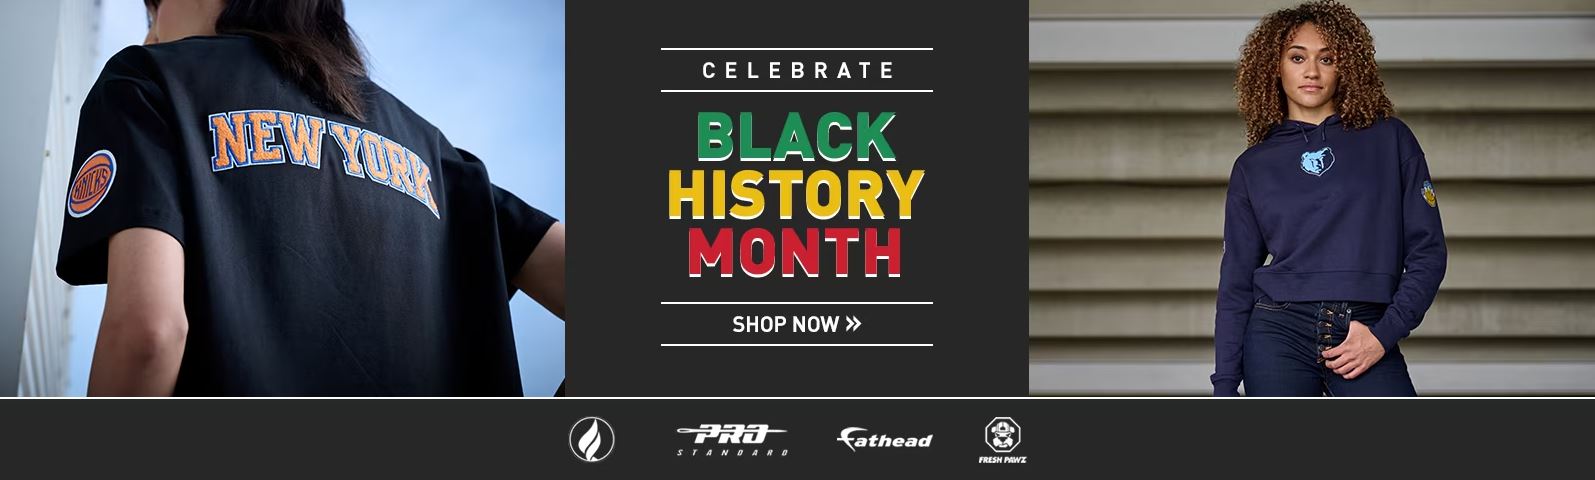 NEW YORK
KNICKS
CELEBRATE
BLACK
HISTORY
MONTH
SHOP NOW »
PRO
STANDARD
Fathead
FRESH PAWZ